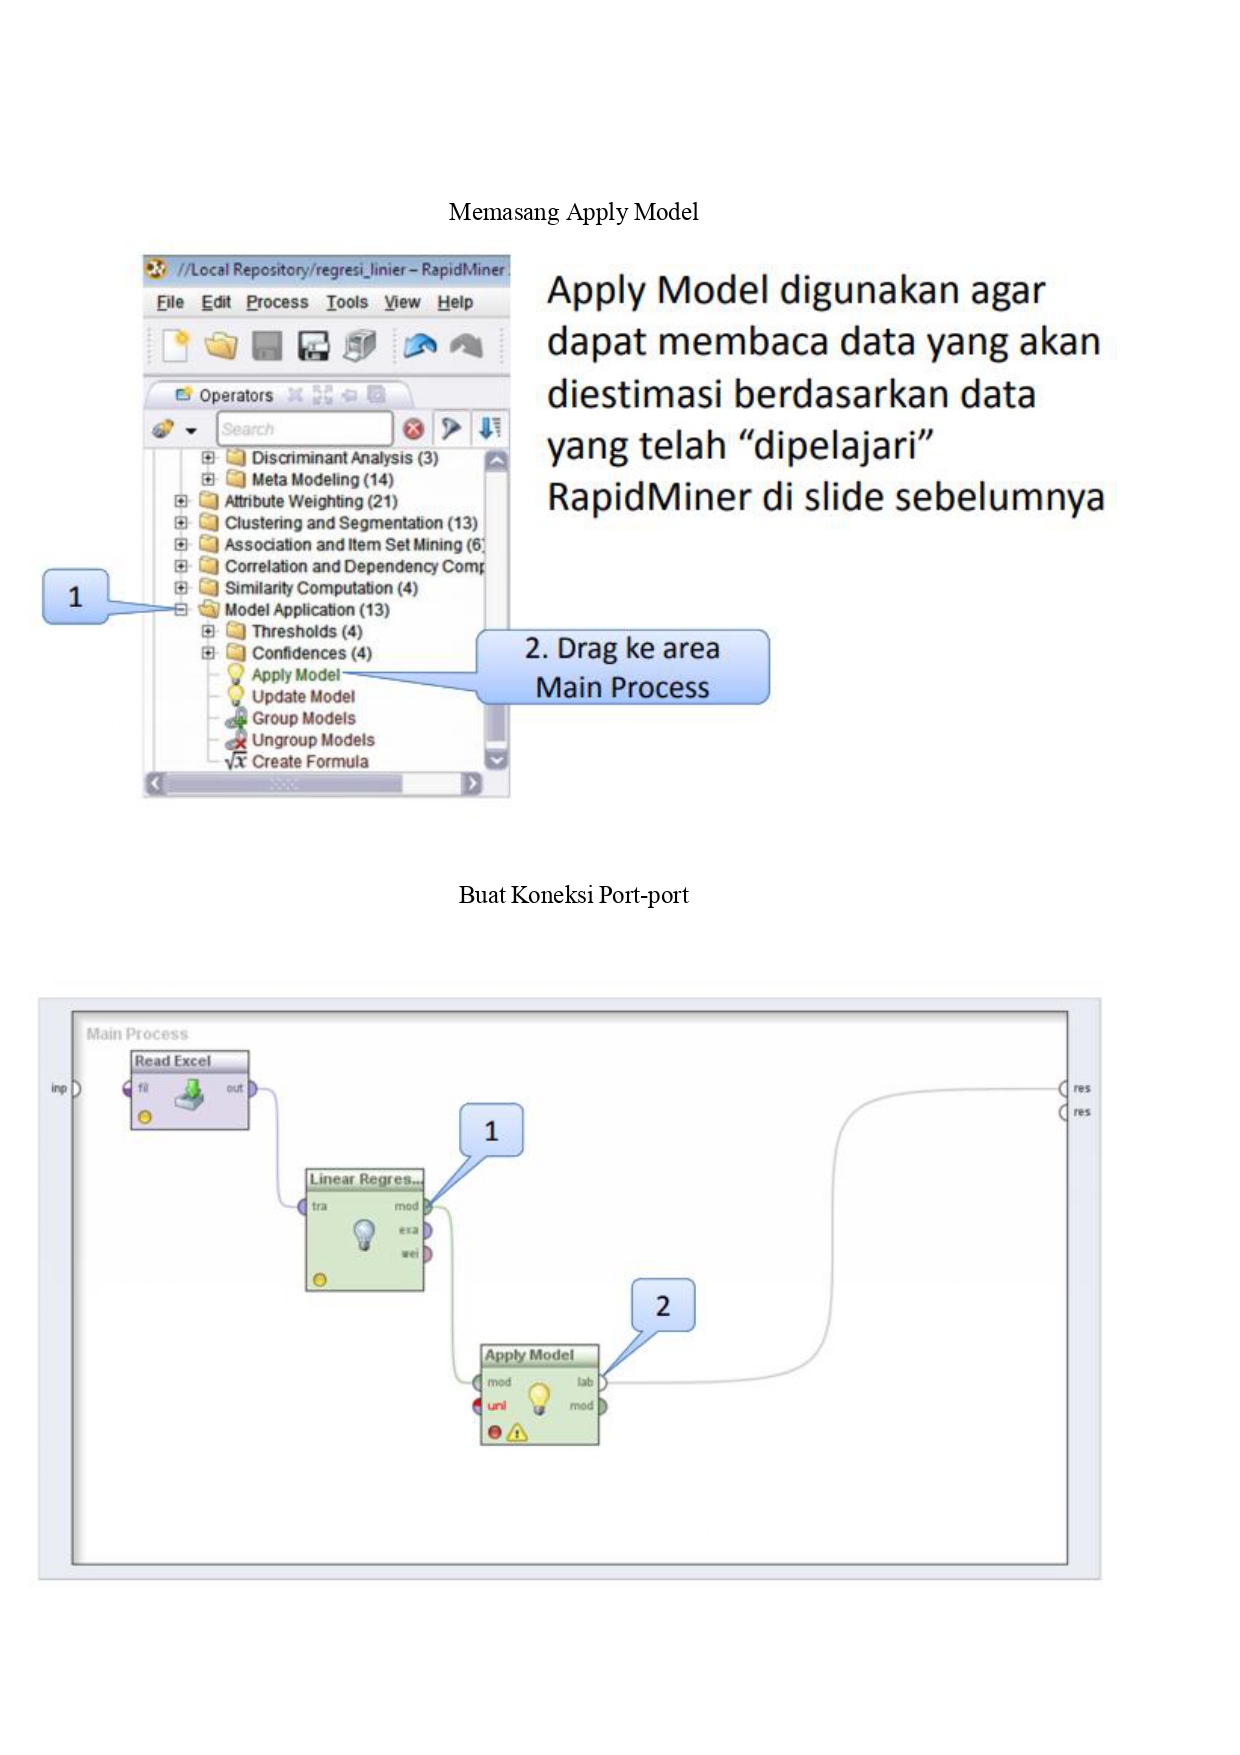 Memasang Apply Model
//Local Repository/regresi_linier – RapidMiner
File Edit Process Tools View Help
Operators
Search
Discriminant Analysis (3)
Meta Modeling (14)
Attribute Weighting (21)
Clustering and Segmentation (13)
Association and Item Set Mining (6)
Correlation and Dependency Comp
Similarity Computation (4)
Model Application (13)
Thresholds (4)
Confidences (4)
Apply Model
Update Model
Group Models
Ungroup Models
Create Formula
1
2. Drag ke area
Main Process
Apply Model digunakan agar
dapat membaca data yang akan
diestimasi berdasarkan data
yang telah “dipelajari”
RapidMiner di slide sebelumnya
Buat Koneksi Port-port
Main Process
inp
Read Excel
fil out
1
Linear Regres...
tra mod
exa
wei
2
Apply Model
mod lab
unl mod
res
res